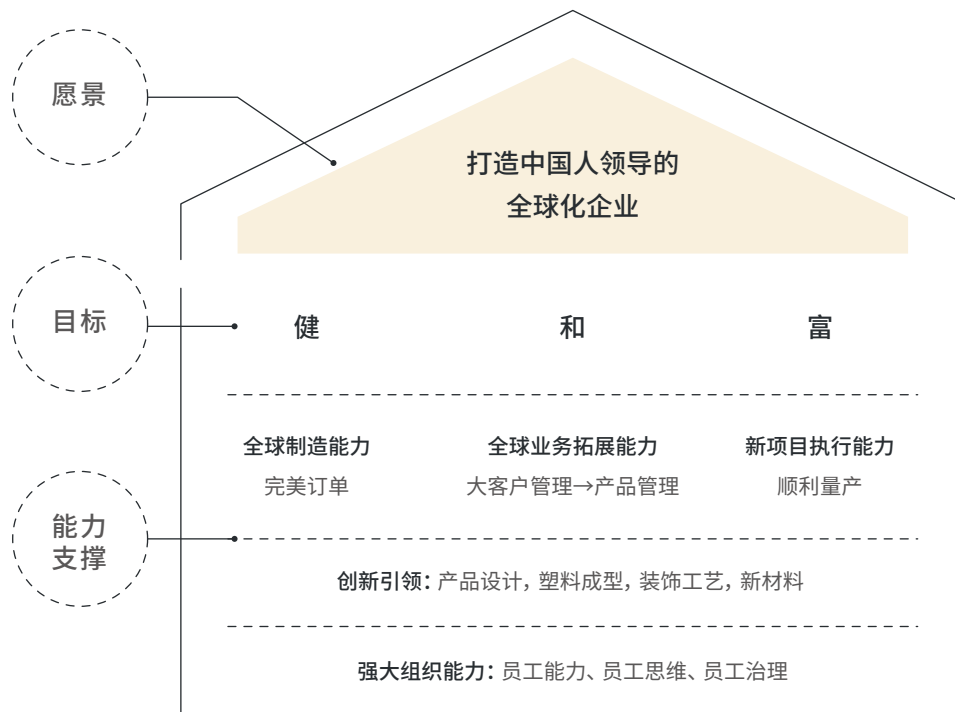 愿景
打造中国人领导的
全球化企业
目标
健 和 富
全球制造能力 全球业务拓展能力 新项目执行能力
完美订单 大客户管理→产品管理 顺利量产
能力
支撑
创新引领：产品设计，塑料成型，装饰工艺，新材料
强大组织能力：员工能力、员工思维、员工治理